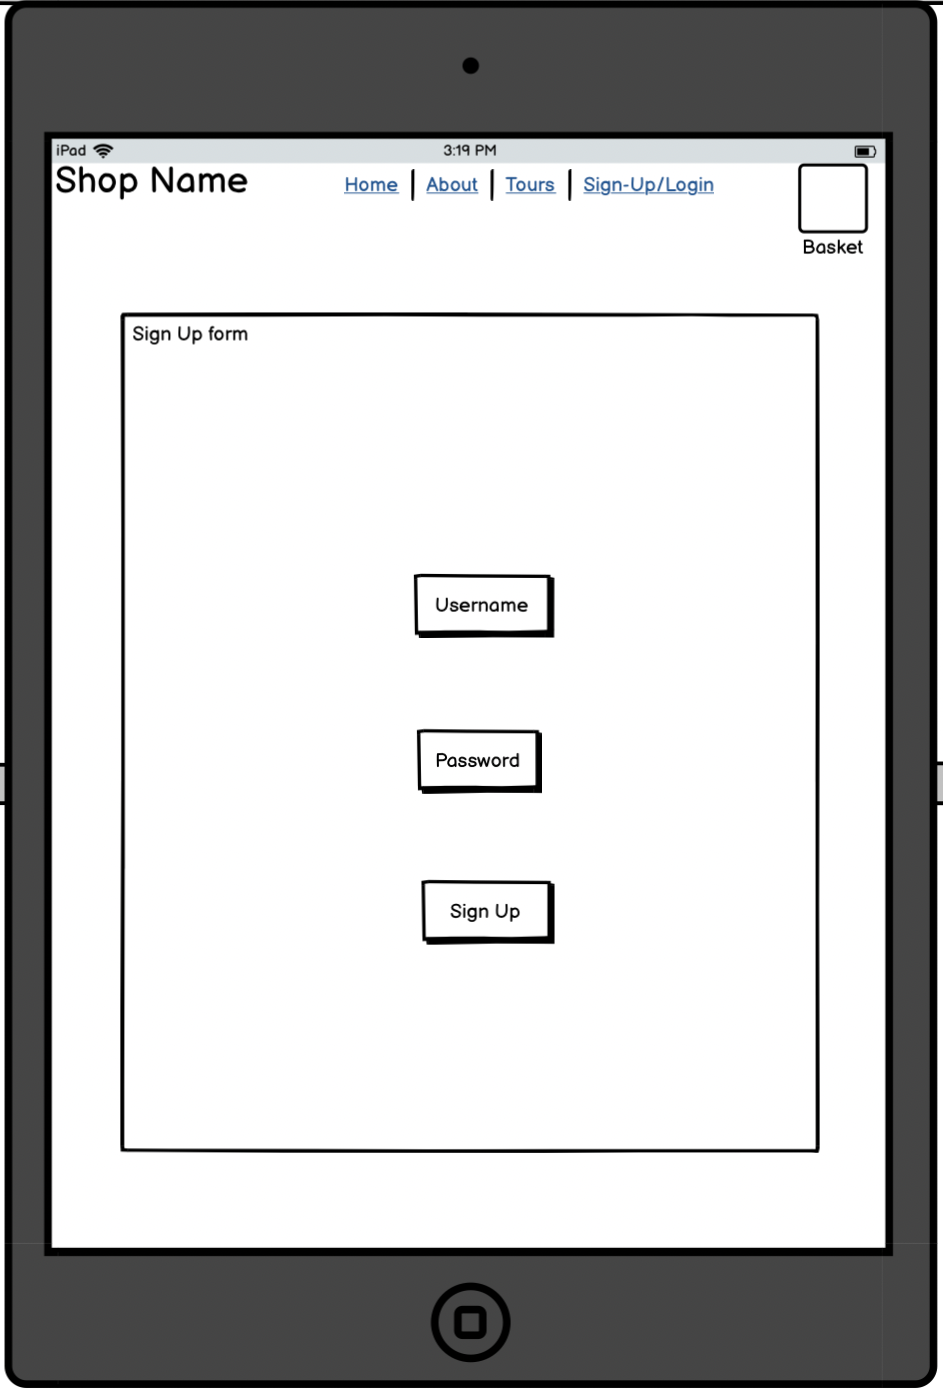 iPad 3:19 PM
Shop Name Home About Tours Sign-Up/Login
Basket
Sign Up form
Username
Password
Sign Up